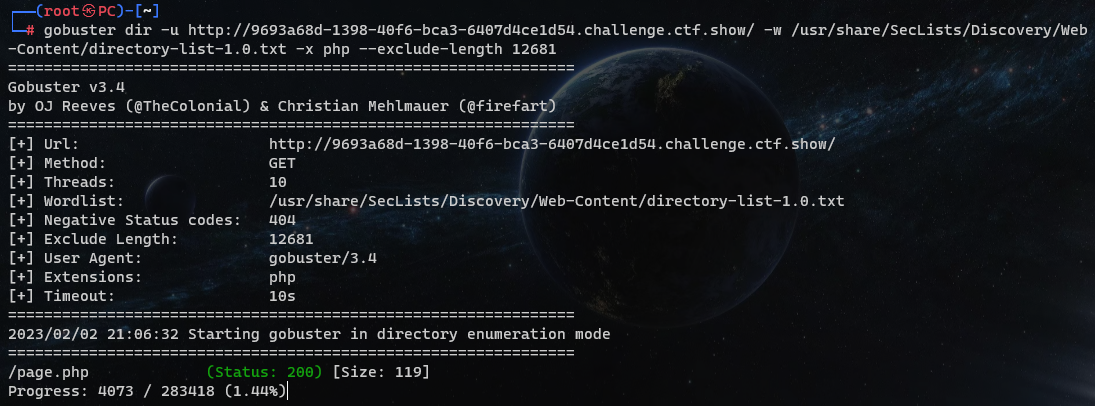 ┌──(root㉿PC)-[~]
└─# gobuster dir -u http://9693a68d-1398-40f6-bca3-6407d4ce1d54.challenge.ctf.show/ -w /usr/share/SecLists/Discovery/Web
-Content/directory-list-1.0.txt -x php --exclude-length 12681
===============================================================
Gobuster v3.4
by OJ Reeves (@TheColonial) & Christian Mehlmauer (@firefart)
===============================================================
[+] Url:                     http://9693a68d-1398-40f6-bca3-6407d4ce1d54.challenge.ctf.show/
[+] Method:                  GET
[+] Threads:                 10
[+] Wordlist:                /usr/share/SecLists/Discovery/Web-Content/directory-list-1.0.txt
[+] Negative Status codes:   404
[+] Exclude Length:          12681
[+] User Agent:              gobuster/3.4
[+] Extensions:              php
[+] Timeout:                 10s
===============================================================
2023/02/02 21:06:32 Starting gobuster in directory enumeration mode
===============================================================
/page.php             (Status: 200) [Size: 119]
Progress: 4073 / 283418 (1.44%)